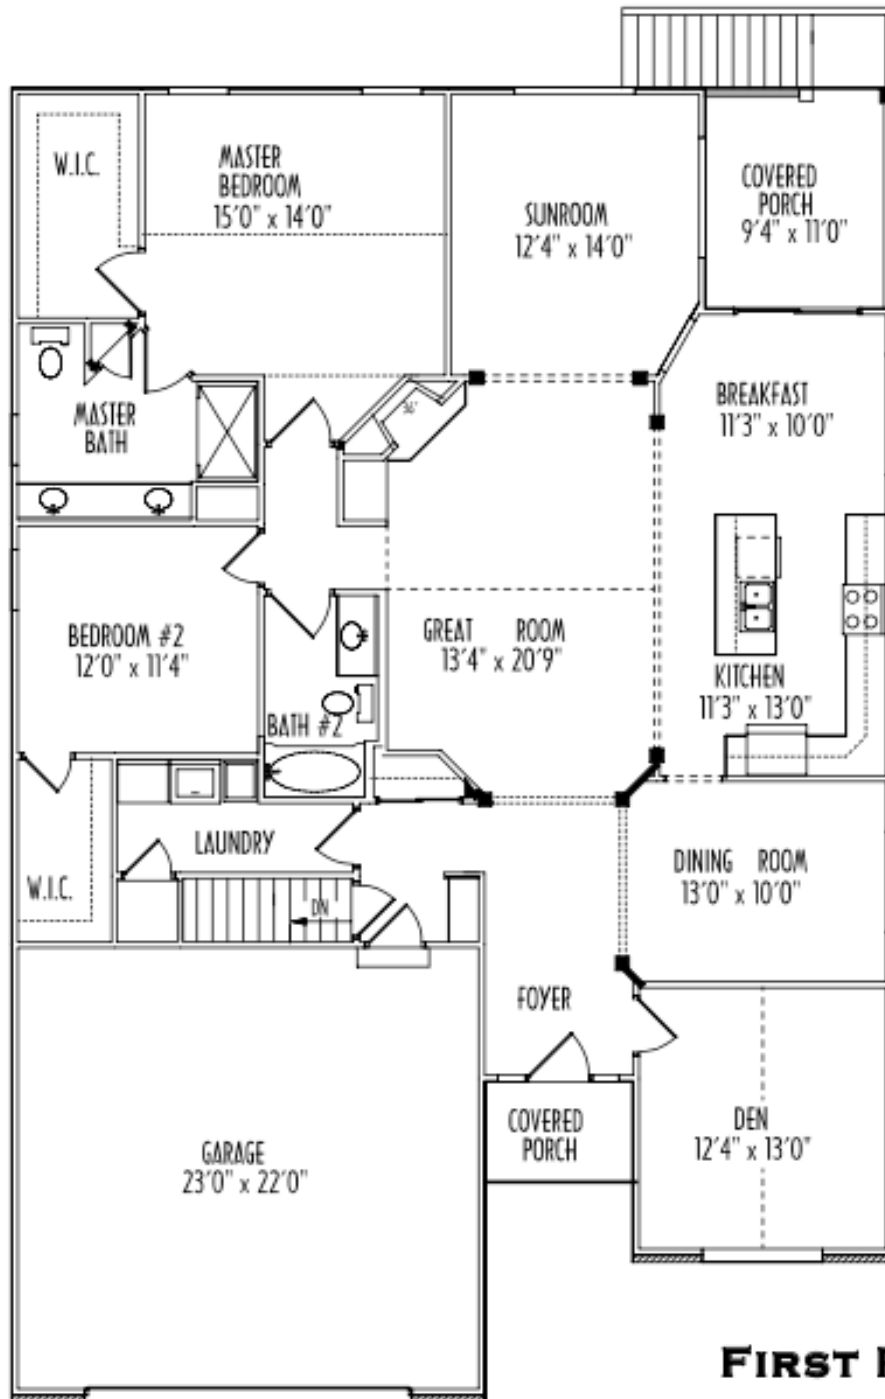 W.I.C.
MASTER
BEDROOM
15'0" x 14'0"
SUNROOM
12'4" x 14'0"
COVERED
PORCH
9'4" x 11'0"
MASTER
BATH
36"
BREAKFAST
11'3" x 10'0"
BEDROOM #2
12'0" x 11'4"
GREAT ROOM
13'4" x 20'9"
KITCHEN
11'3" x 13'0"
BATH #2
LAUNDRY
W.I.C.
DN
DINING ROOM
13'0" x 10'0"
FOYER
COVERED
PORCH
DEN
12'4" x 13'0"
GARAGE
23'0" x 22'0"
FIRST